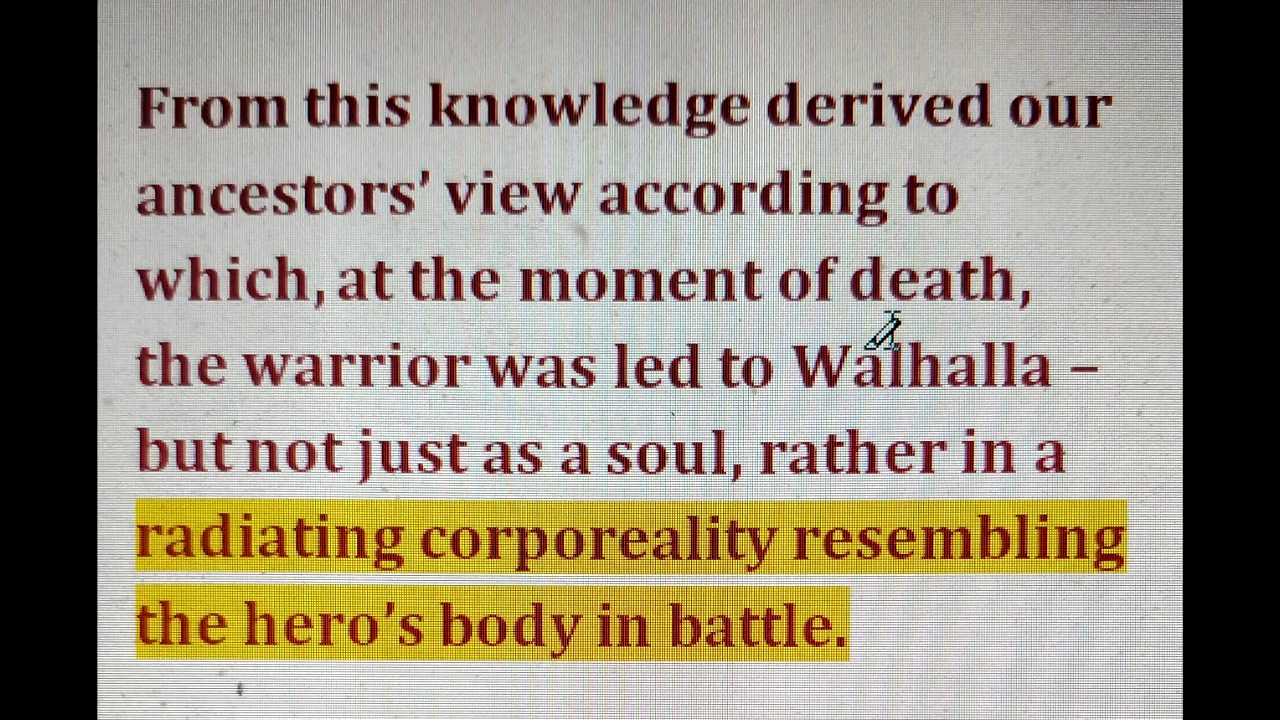 From this knowledge derived our
ancestors' view according to
which, at the moment of death,
the warrior was led to Walhalla –
but not just as a soul, rather in a
radiating corporeality resembling
the hero's body in battle.